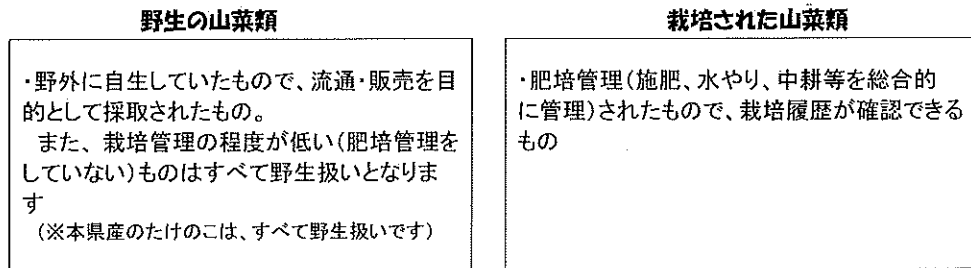 野生の山菜類
・野外に自生していたもので、流通・販売を目
的として採取されたもの。
また、栽培管理の程度が低い(肥培管理を
していない)ものはすべて野生扱いとなりま
す
(※本県産のたけのこは、すべて野生扱いです)
栽培された山菜類
・肥培管理(施肥、水やり、中耕等を総合的
に管理)されたもので、栽培履歴が確認できる
もの